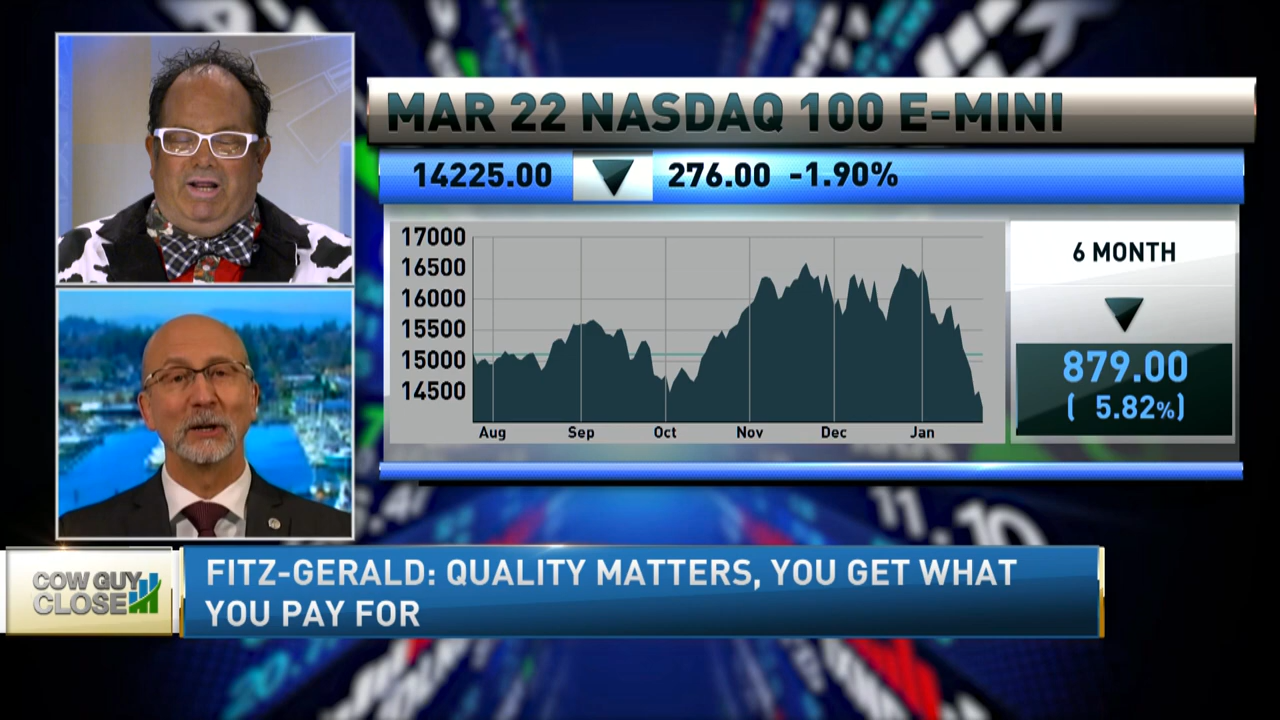 MAR 22 NASDAQ 100 E-MINI
14225.00 276.00 -1.90%
17000
16500
16000
15500
15000
14500
Aug Sep Oct Nov Dec Jan
6 MONTH
879.00
( 5.82%)
11.10
COW GUY
CLOSE
FITZ-GERALD: QUALITY MATTERS, YOU GET WHAT
YOU PAY FOR